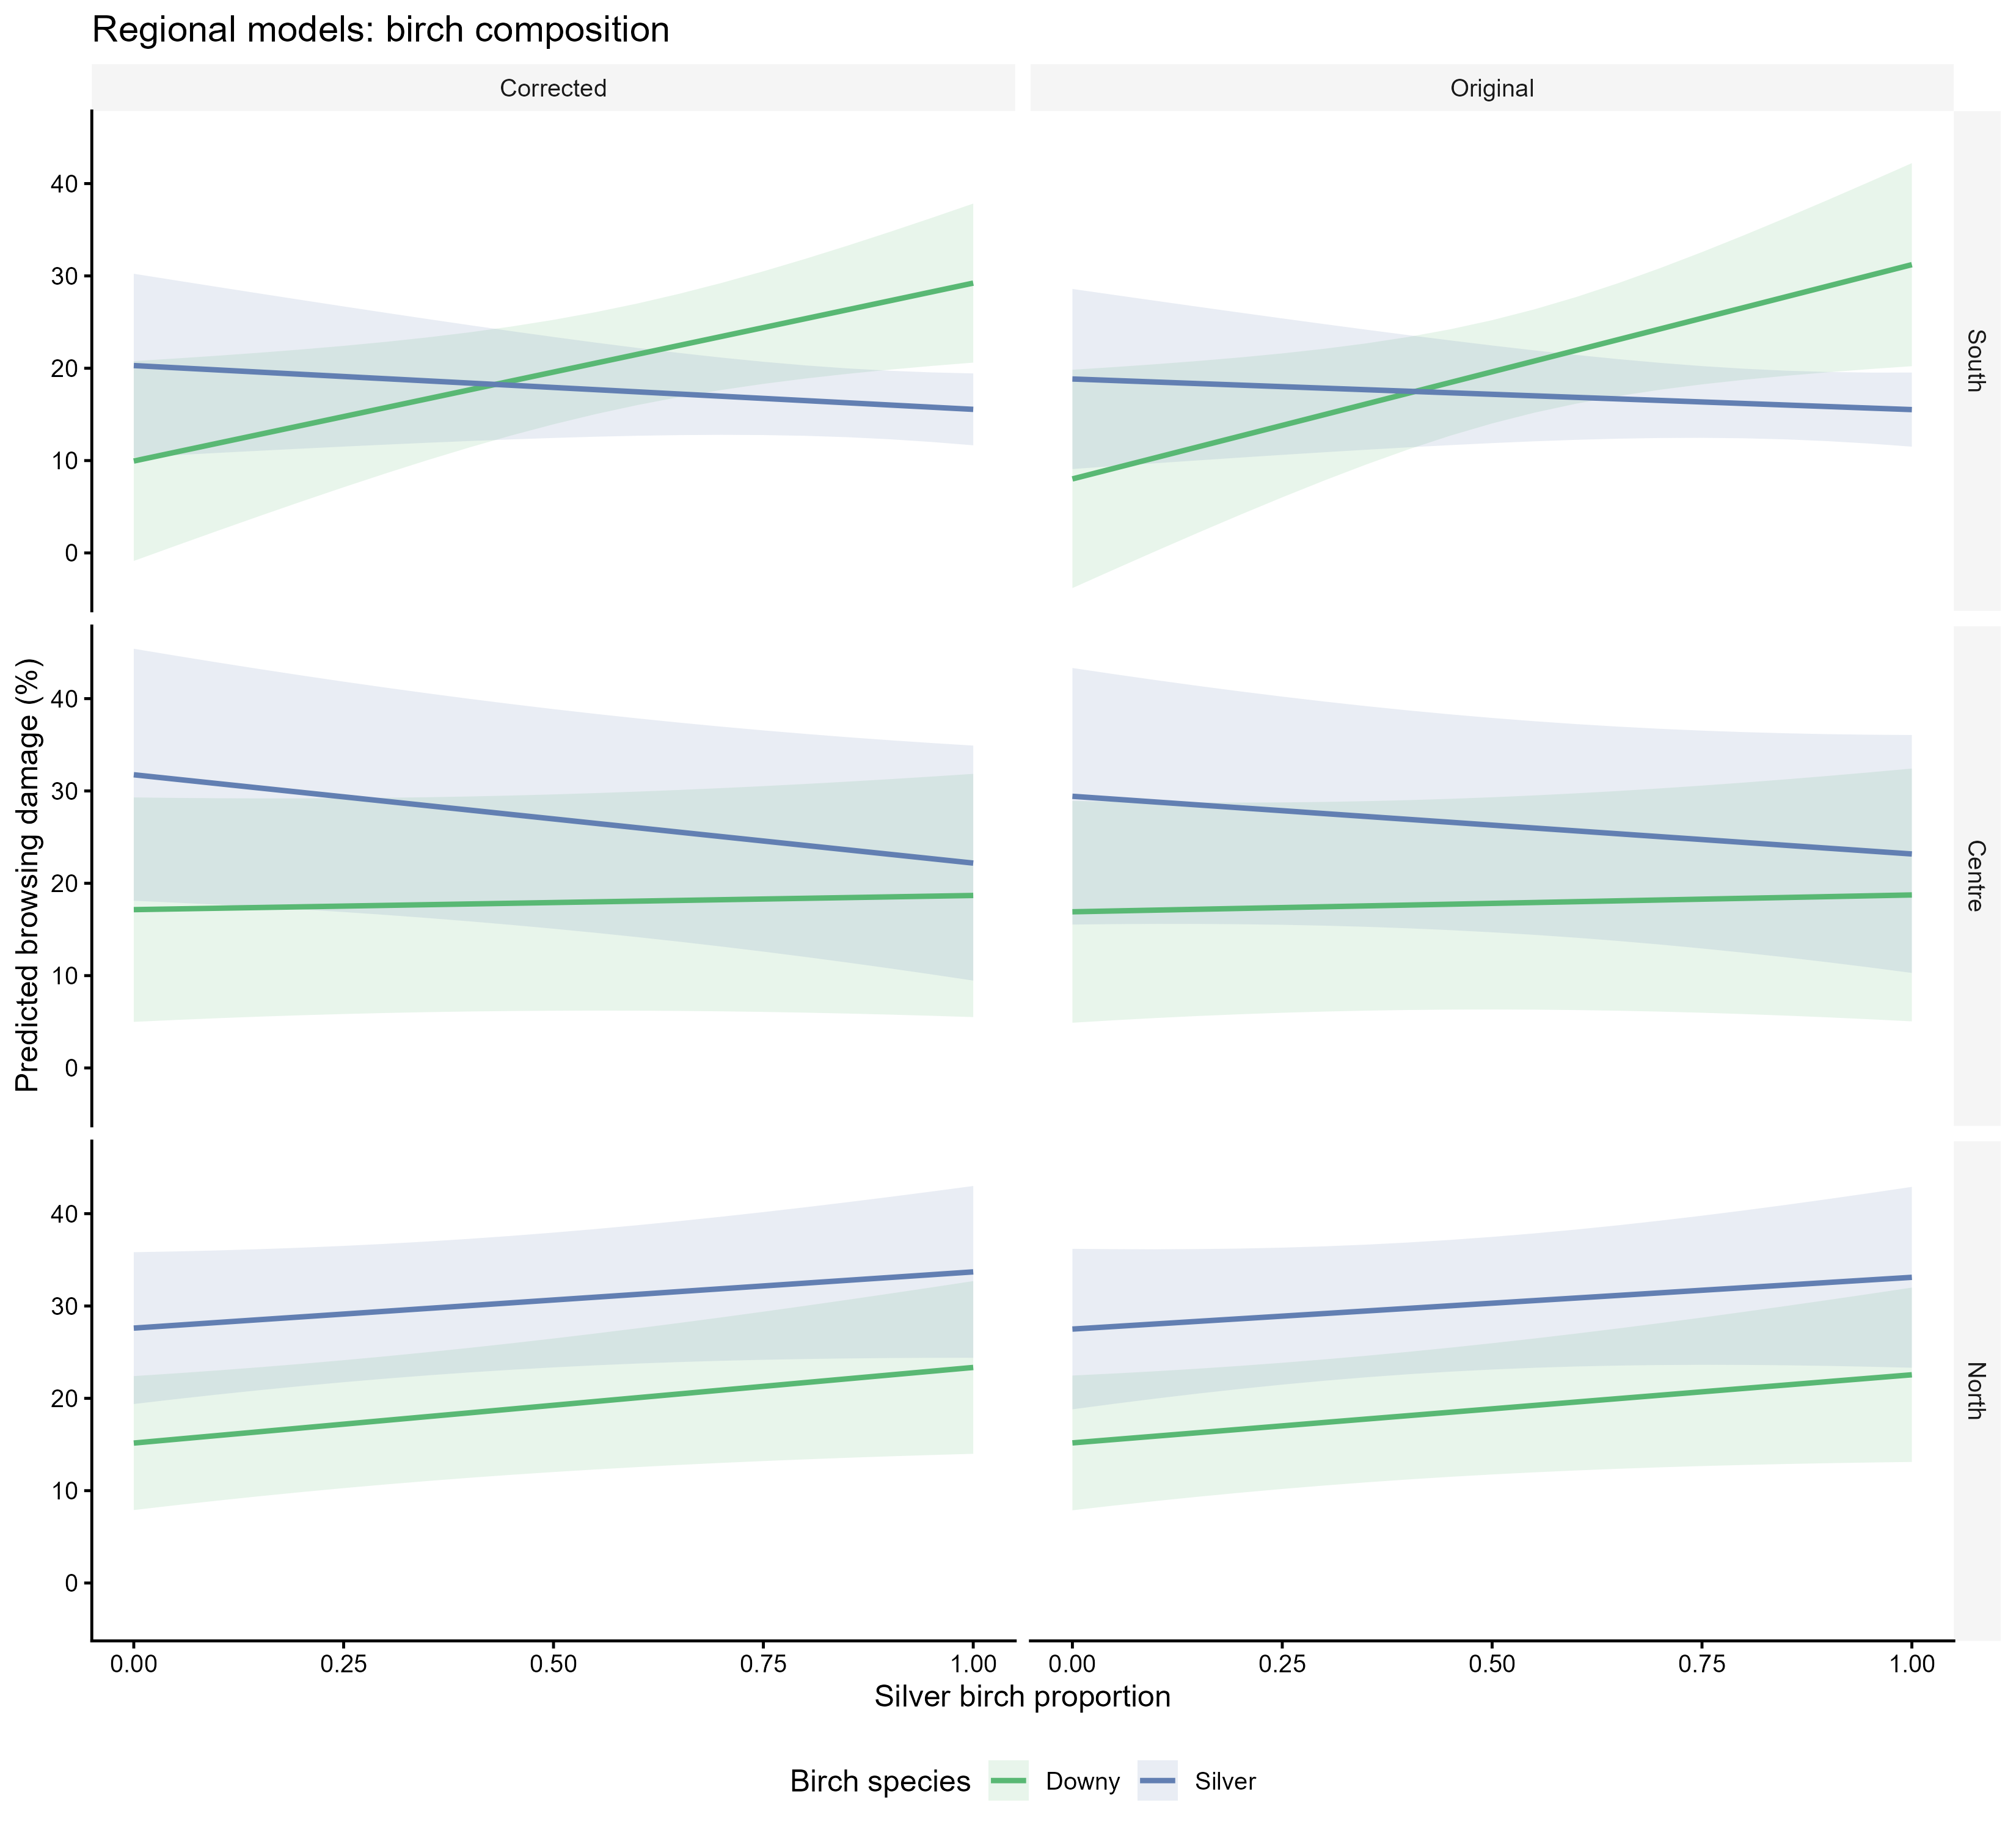 Regional models: birch composition
Corrected
Original
40
30
20
10
0
South
Predicted browsing damage (%)
40
30
20
10
0
Centre
40
30
20
10
0
North
0.00 0.25 0.50 0.75 1.00
0.00 0.25 0.50 0.75 1.00
Silver birch proportion
Birch species Downy Silver